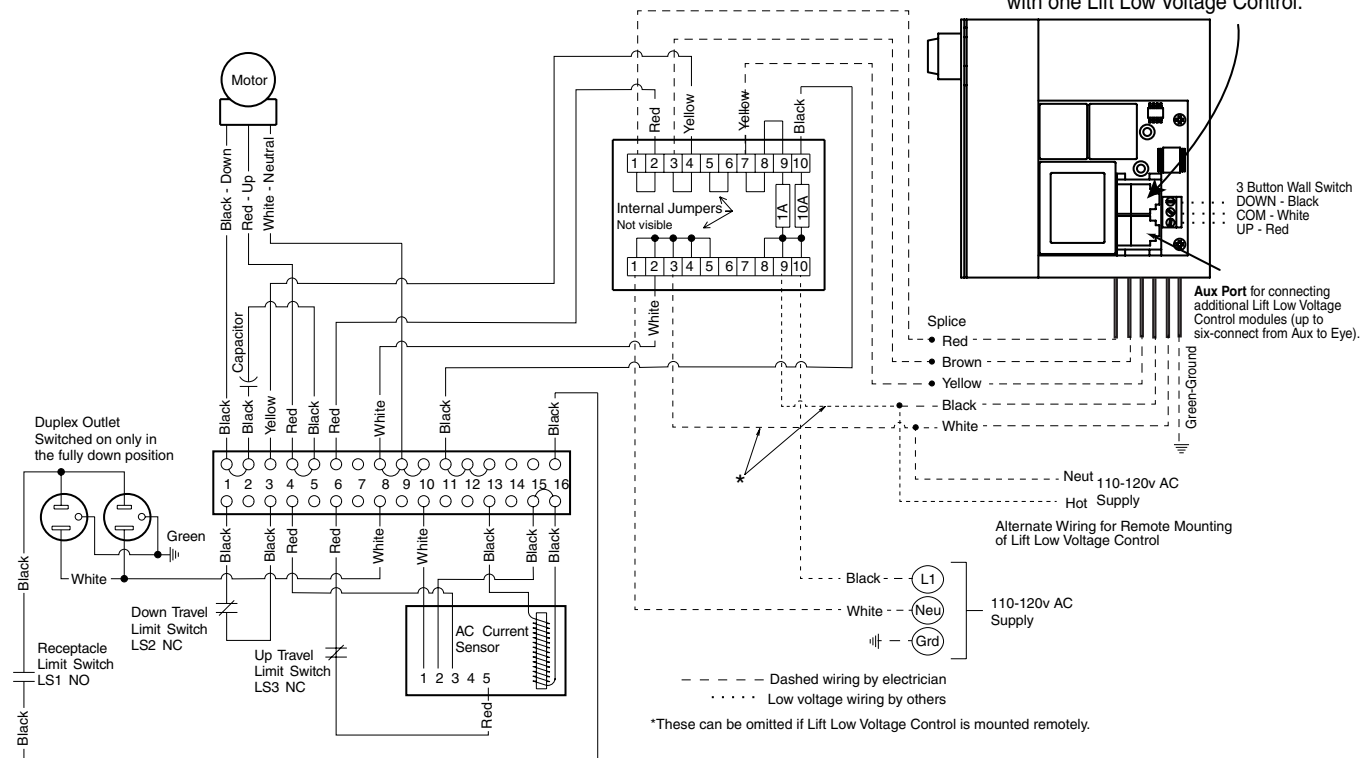 with one Lift Low Voltage Control.
Motor
Black - Down
Red - Up
White - Neutral
Red
Yellow
Yellow
Black
1 2 3 4 5 6 7 8 9 10
Internal Jumpers
Not visible
1A
10A
1 2 3 4 5 6 7 8 9 10
White
3 Button Wall Switch
DOWN - Black
COM - White
UP - Red
Aux Port for connecting
additional Lift Low Voltage
Control modules (up to
six-connect from Aux to Eye).
Green-Ground
Splice
Red
Brown
Yellow
Black
White
*
Neut
Hot
110-120v AC
Supply
Alternate Wiring for Remote Mounting
of Lift Low Voltage Control
Capacitor
Black
Black
Yellow
Red
Black
Red
White
Black
Black
1 2 3 4 5 6 7 8 9 10 11 12 13 14 15 16
Duplex Outlet
Switched on only in
the fully down position
Green
Black
White
Black
Black
Red
Red
White
White
Black
Black
Black
Down Travel
Limit Switch
LS2 NC
Receptacle
Limit Switch
LS1 NO
Black
Up Travel
Limit Switch
LS3 NC
AC Current
Sensor
1 2 3 4 5
Red
Black
L1
White
Neu
Grd
110-120v AC
Supply
Dashed wiring by electrician
Low voltage wiring by others
*These can be omitted if Lift Low Voltage Control is mounted remotely.